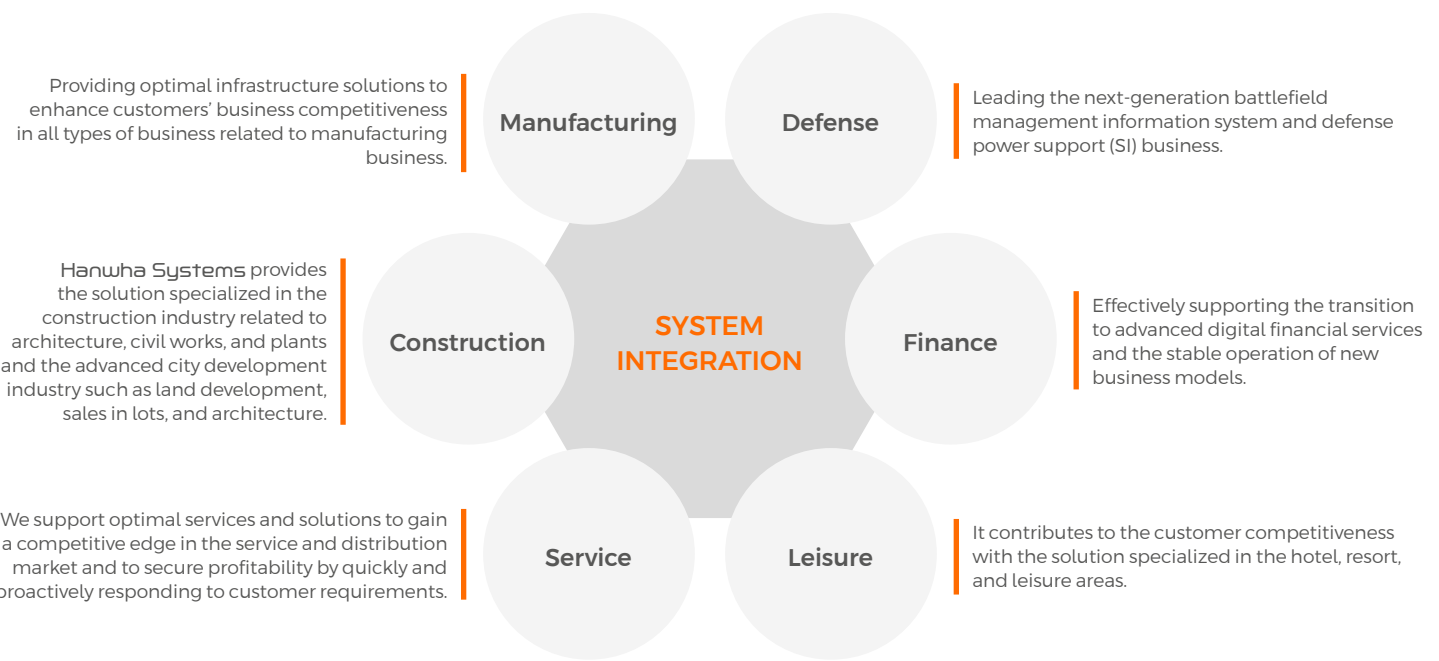 Providing optimal infrastructure solutions to
enhance customers’ business competitiveness
in all types of business related to manufacturing
business.
Manufacturing
Defense
Leading the next-generation battlefield
management information system and defense
power support (SI) business.
Hanwha Systems provides
the solution specialized in the
construction industry related to
architecture, civil works, and plants
and the advanced city development
industry such as land development,
sales in lots, and architecture.
Construction
SYSTEM
INTEGRATION
Finance
Effectively supporting the transition
to advanced digital financial services
and the stable operation of new
business models.
We support optimal services and solutions to gain
a competitive edge in the service and distribution
market and to secure profitability by quickly and
proactively responding to customer requirements.
Service
Leisure
It contributes to the customer competitiveness
with the solution specialized in the hotel, resort,
and leisure areas.